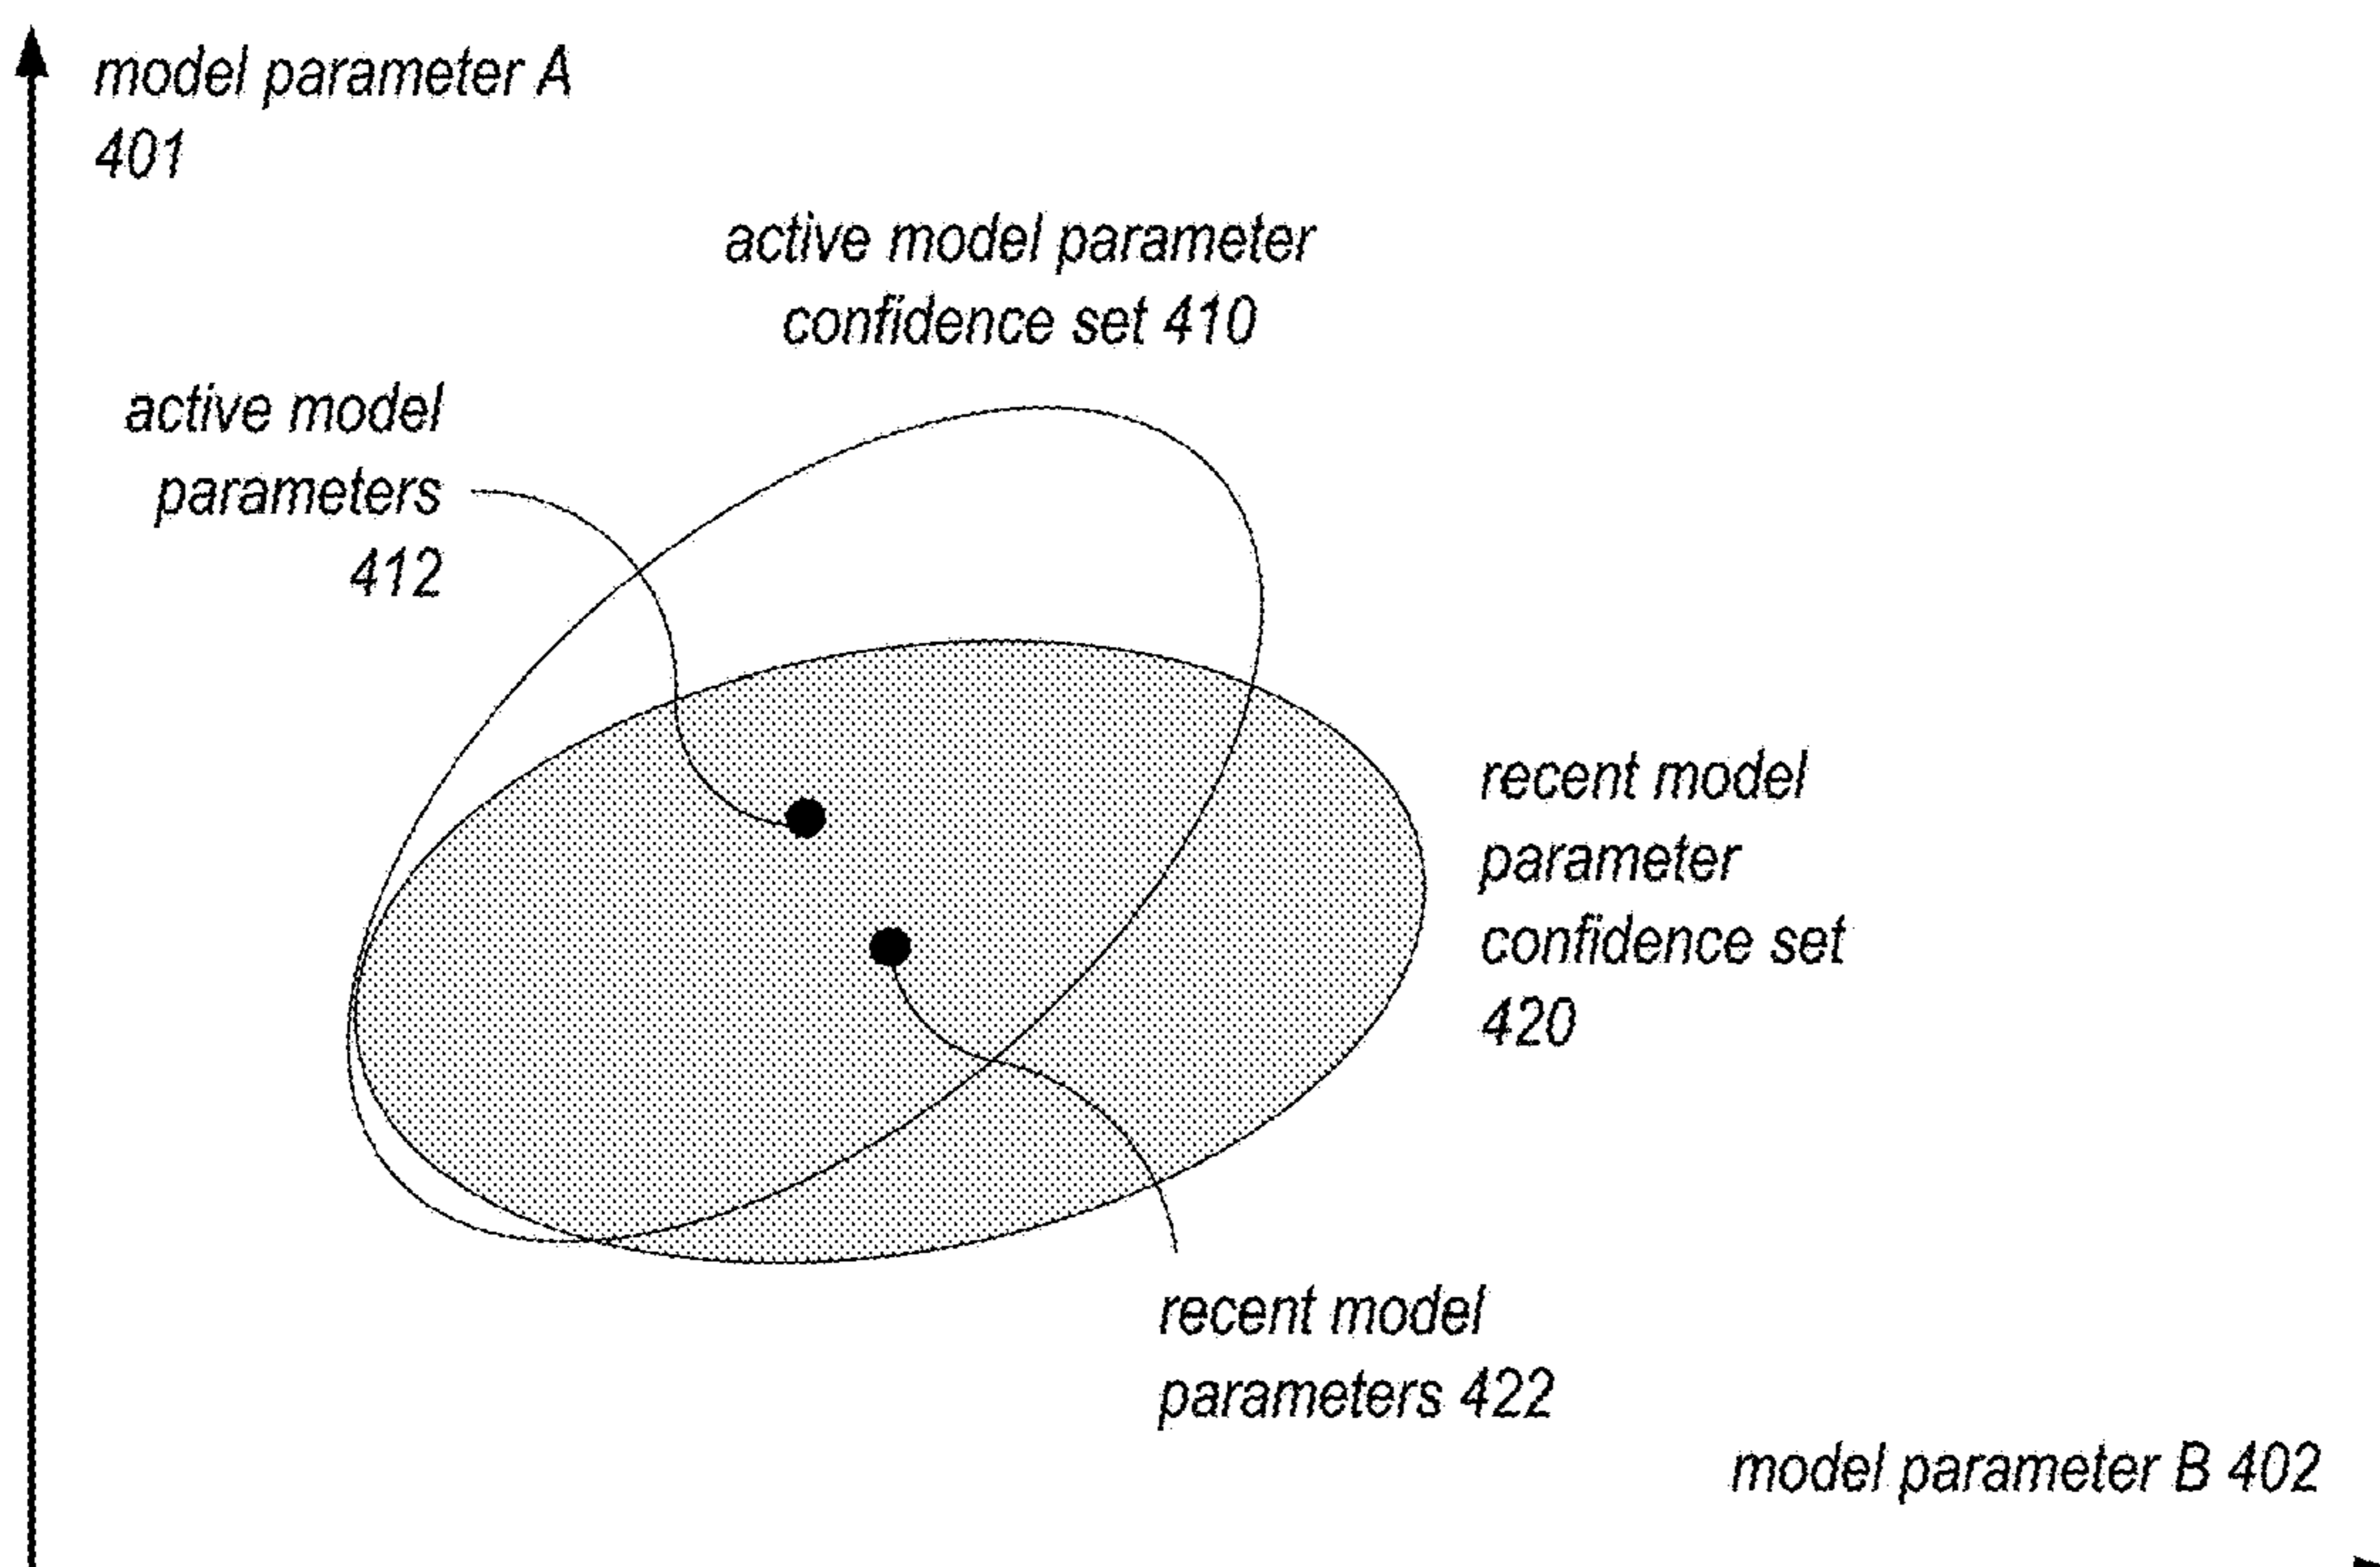 model parameter A
401
active model parameter
confidence set 410
active model
parameters
412
recent model
parameter
confidence set
420
recent model
parameters 422
model parameter B 402